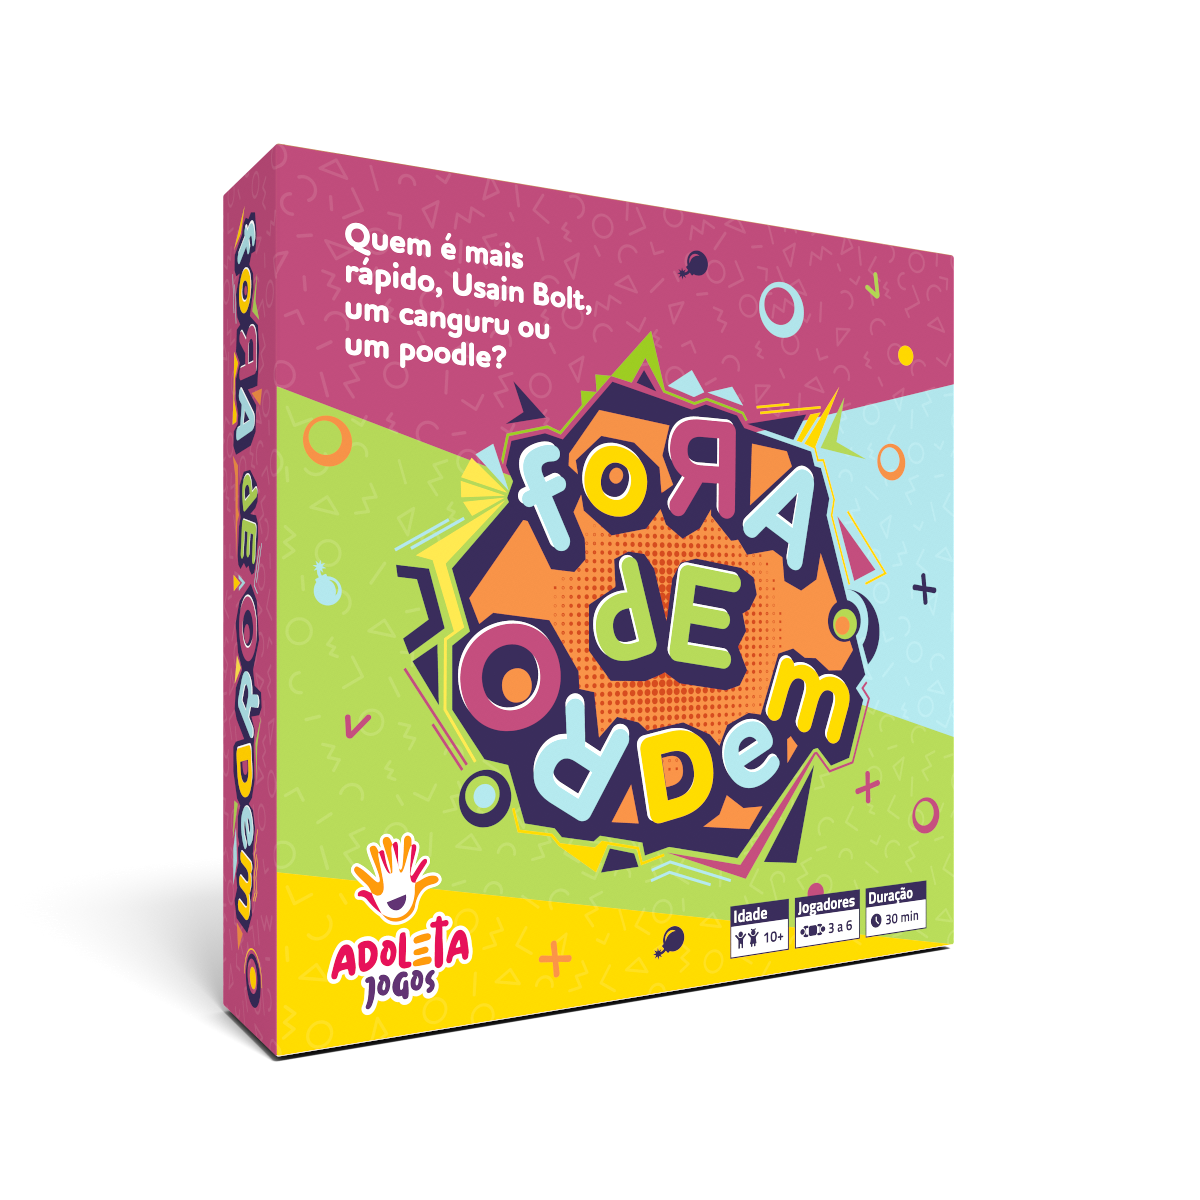 Quem é mais
rápido, Usain Bolt,
um canguru ou
um poodle?
foRA
dE
OrDem
foRA dE OrDem
ADOLETA
JOGOS
Idade
10+
Jogadores
3 a 6
Duração
30 min